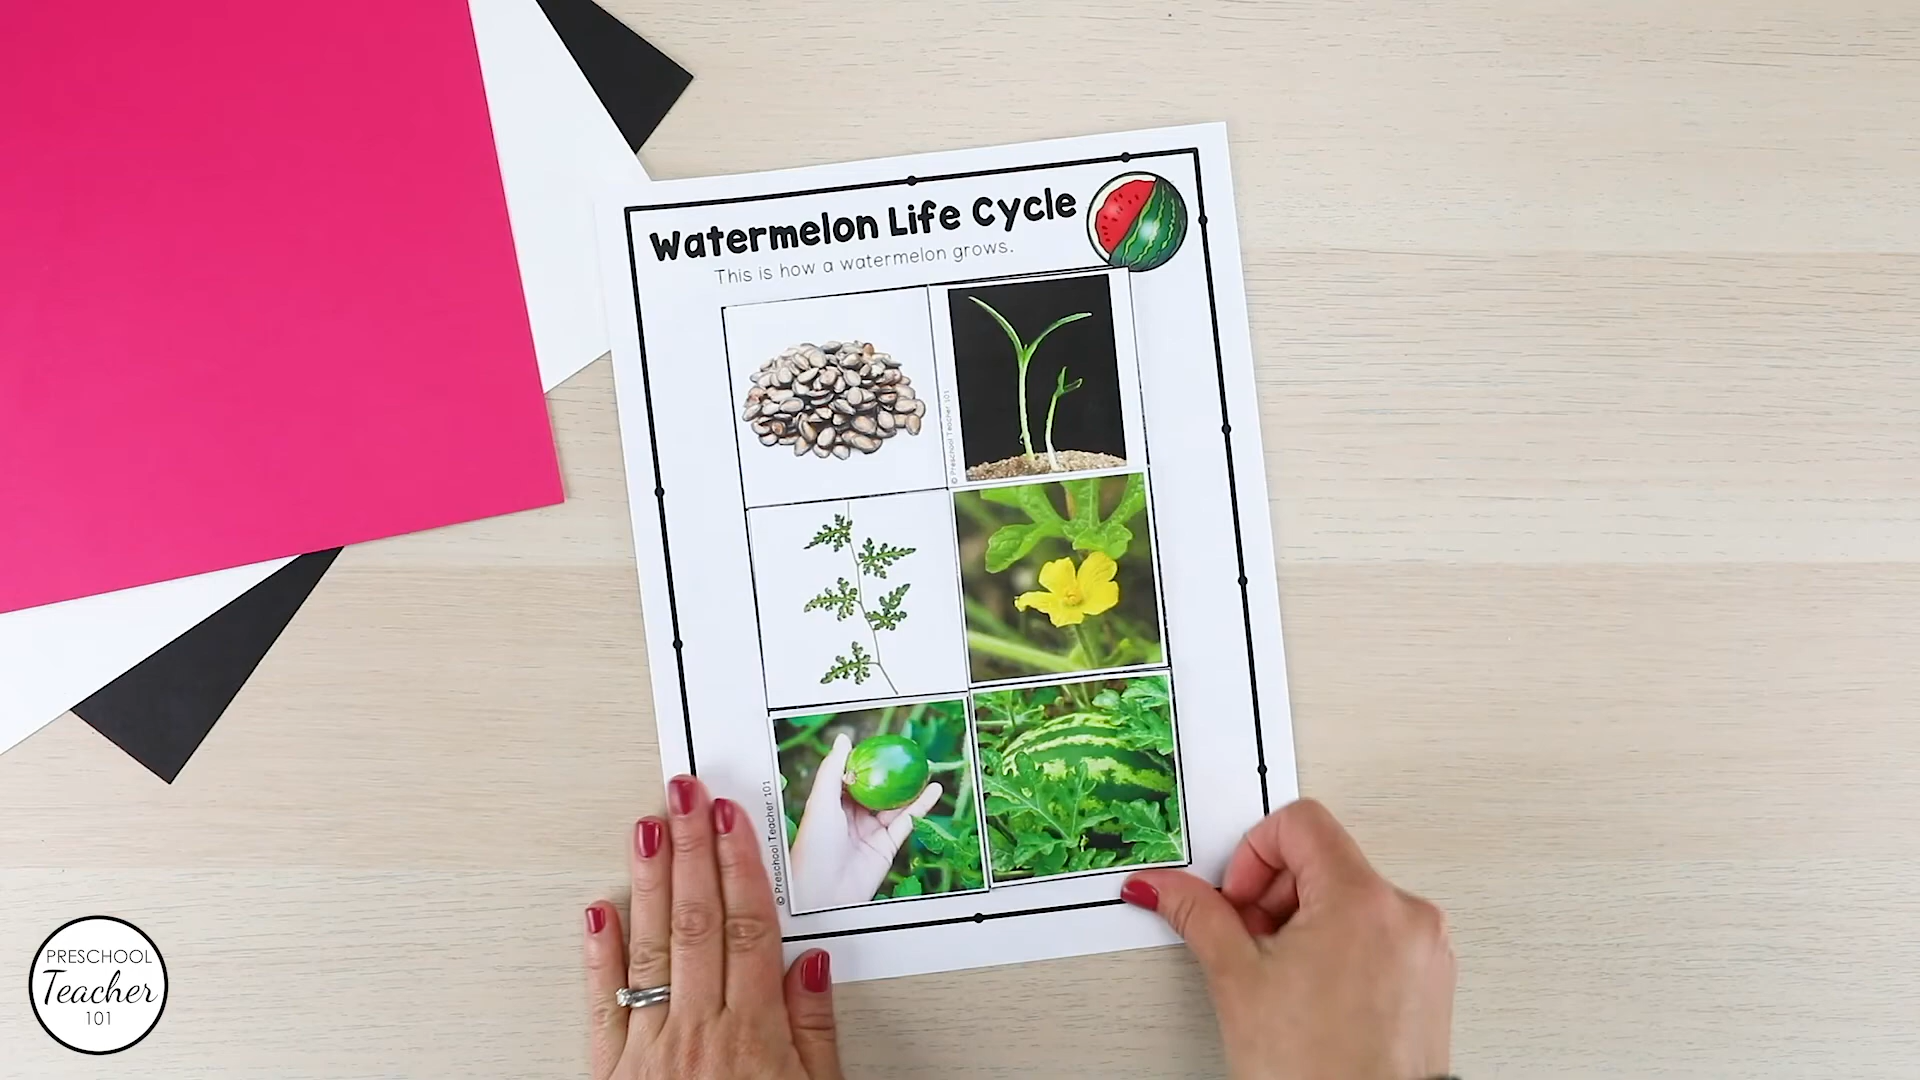 Watermelon Life Cycle
This is how a watermelon grows.
© Preschool Teacher 101
© Preschool Teacher 101
PRESCHOOL
Teacher
101